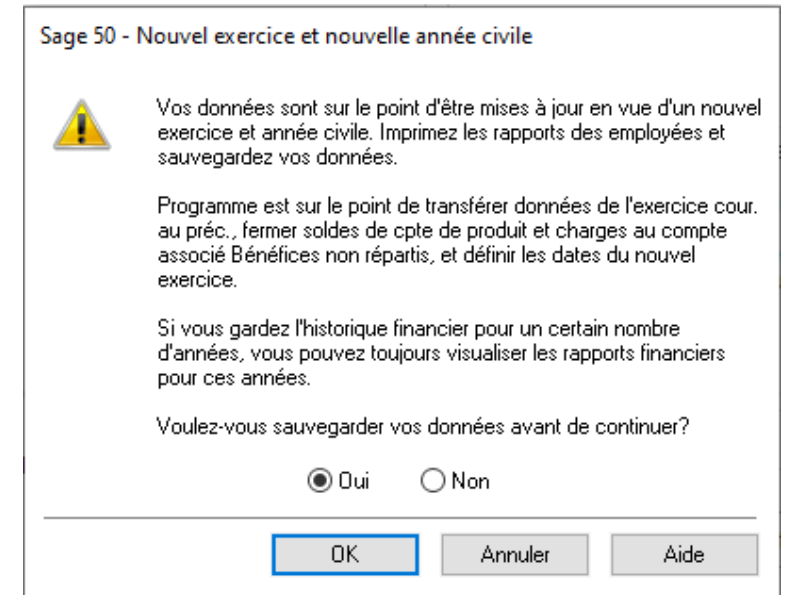 Sage 50 - Nouvel exercice et nouvelle année civile
Vos données sont sur le point d'être mises à jour en vue d'un nouvel
exercice et année civile. Imprimez les rapports des employées et
sauvegardez vos données.
Programme est sur le point de transférer données de l'exercice cour.
au préc., fermer soldes de cpte de produit et charges au compte
associé Bénéfices non répartis, et définir les dates du nouvel
exercice.
Si vous gardez l'historique financier pour un certain nombre
d'années, vous pouvez toujours visualiser les rapports financiers
pour ces années.
Voulez-vous sauvegarder vos données avant de continuer?
Oui Non
OK Annuler Aide